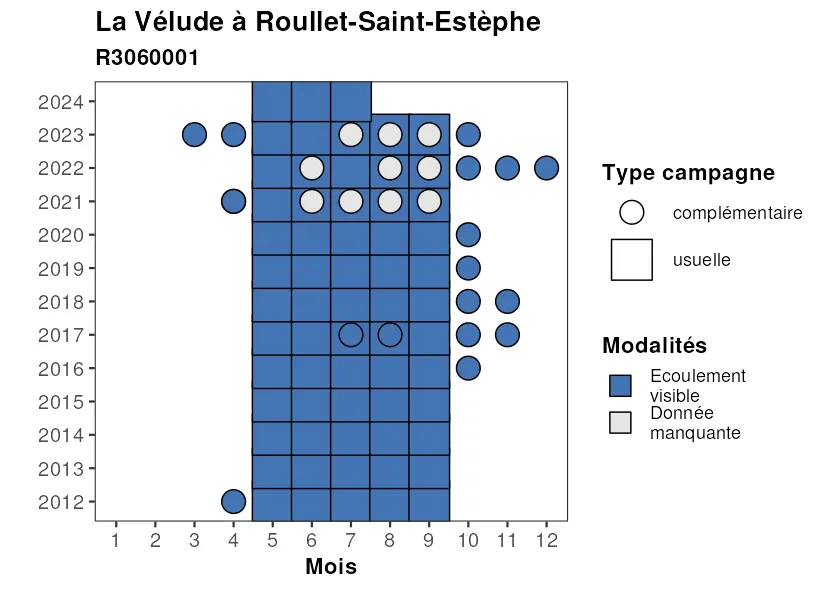 La Vélude à Roullet-Saint-Estèphe
R3060001
2024
2023
2022
2021
2020
2019
2018
2017
2016
2015
2014
2013
2012
1 2 3 4 5 6 7 8 9 10 11 12
Mois
Type campagne
complémentaire
usuelle
Modalités
Ecoulement
visible
Donnée
manquante